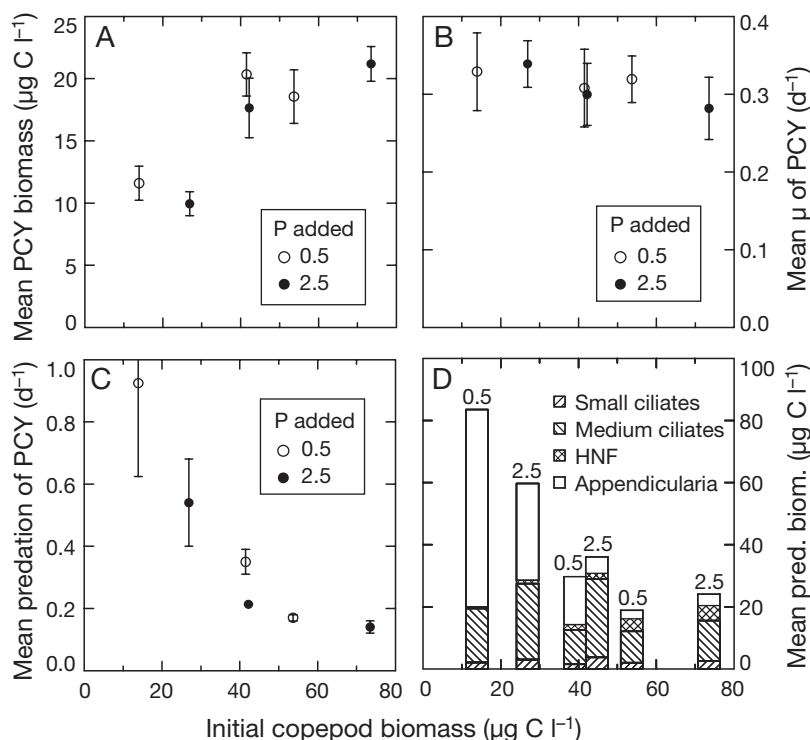 A
Mean PCY biomass (µg C l⁻¹)
25
20
15
10
5
0
P added
0.5
2.5
B
Mean µ of PCY (d⁻¹)
0.4
0.3
0.2
0.1
0.0
P added
0.5
2.5
C
Mean predation of PCY (d⁻¹)
1.0
0.8
0.6
0.4
0.2
0.0
P added
0.5
2.5
0 20 40 60 80
D
Mean pred. biom. (µg C l⁻¹)
100
80
60
40
20
0
Small ciliates
Medium ciliates
HNF
Appendicularia
0.5
2.5
0.5
2.5
0.5
2.5
0 20 40 60 80
Initial copepod biomass (µg C l⁻¹)